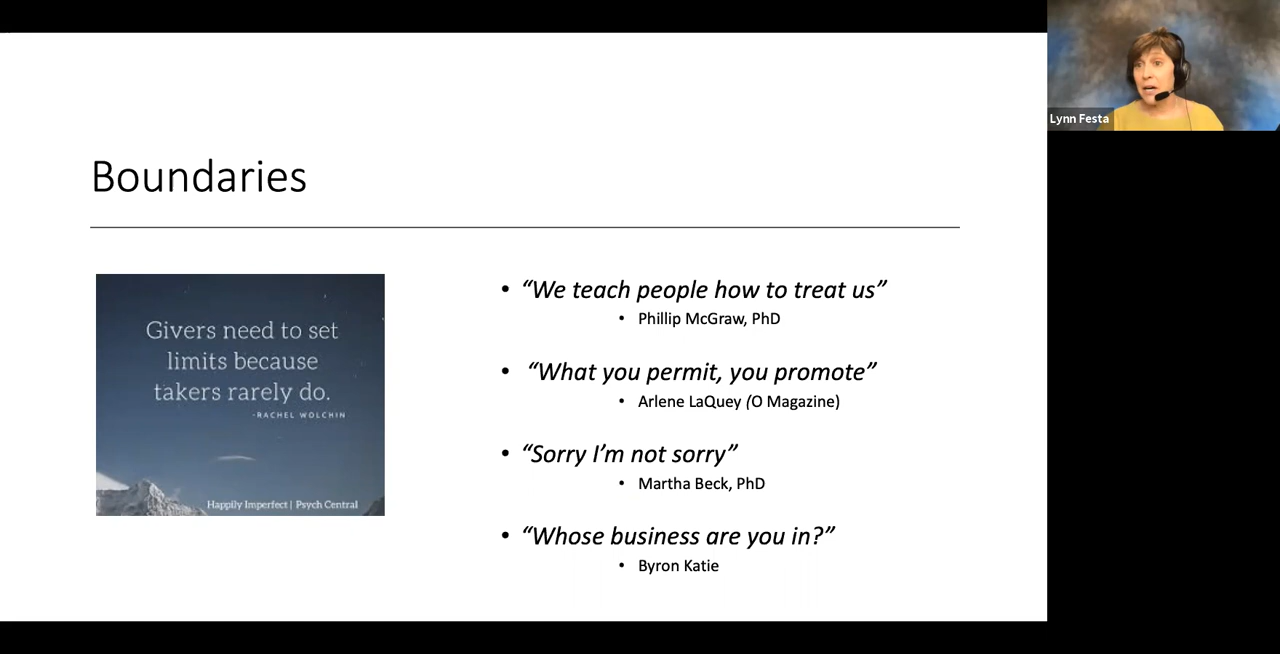 Boundaries
Givers need to set
limits because
takers rarely do.
-RACHEL WOLCHIN
Happily Imperfect | Psych Central
• “We teach people how to treat us”
• Phillip McGraw, PhD
• “What you permit, you promote”
• Arlene LaQuey (O Magazine)
• “Sorry I’m not sorry”
• Martha Beck, PhD
• “Whose business are you in?”
• Byron Katie
Lynn Festa